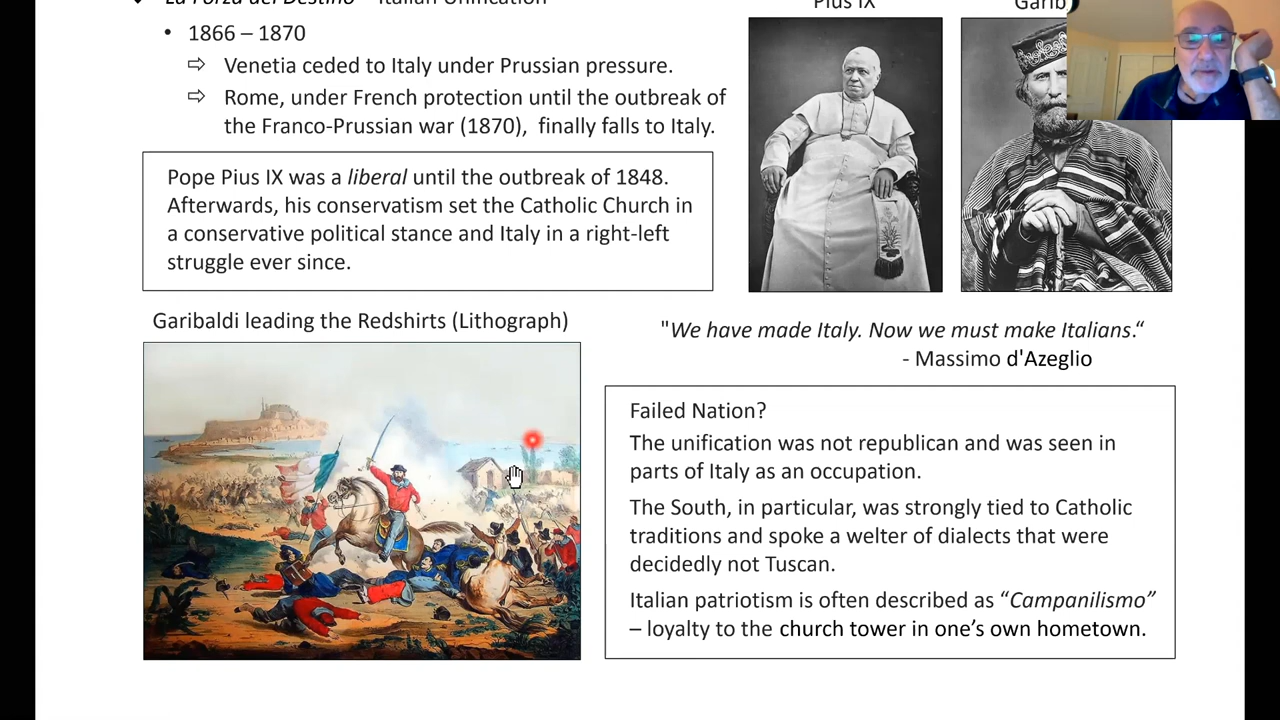 La Forza del Destino – Italian Unification
• 1866 – 1870
⇨ Venetia ceded to Italy under Prussian pressure.
⇨ Rome, under French protection until the outbreak of
the Franco-Prussian war (1870), finally falls to Italy.
Pope Pius IX was a liberal until the outbreak of 1848.
Afterwards, his conservatism set the Catholic Church in
a conservative political stance and Italy in a right-left
struggle ever since.
Pius IX
Garib
Garibaldi leading the Redshirts (Lithograph)
"We have made Italy. Now we must make Italians.“
- Massimo d'Azeglio
Failed Nation?
The unification was not republican and was seen in
parts of Italy as an occupation.
The South, in particular, was strongly tied to Catholic
traditions and spoke a welter of dialects that were
decidedly not Tuscan.
Italian patriotism is often described as “Campanilismo”
– loyalty to the church tower in one’s own hometown.